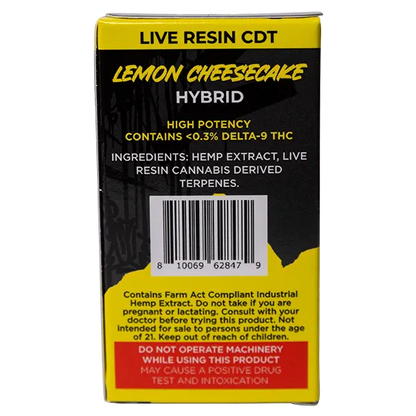 LIVE RESIN CDT
LEMON CHEESECAKE
HYBRID
HIGH POTENCY
CONTAINS <0.3% DELTA-9 THC
INGREDIENTS: HEMP EXTRACT, LIVE
RESIN CANNABIS DERIVED
TERPENES.
8 10069 62847 9
Contains Farm Act Compliant Industrial
Hemp Extract. Do not take if you are
pregnant or lactating. Consult with your
doctor before trying this product. Not
intended for sale to persons under the age
of 21. Keep out of reach of children.
DO NOT OPERATE MACHINERY
WHILE USING THIS PRODUCT
MAY CAUSE A POSITIVE DRUG
TEST AND INTOXICATION